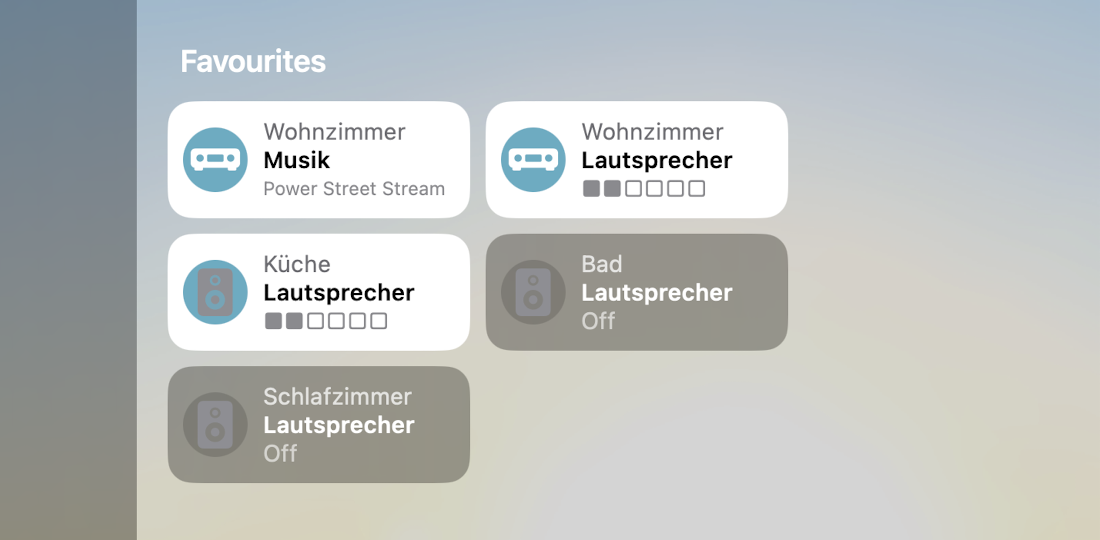 Favourites
Wohnzimmer
Musik
Power Street Stream
Wohnzimmer
Lautsprecher
■■□□□□
Küche
Lautsprecher
■■□□□□
Bad
Lautsprecher
Off
Schlafzimmer
Lautsprecher
Off